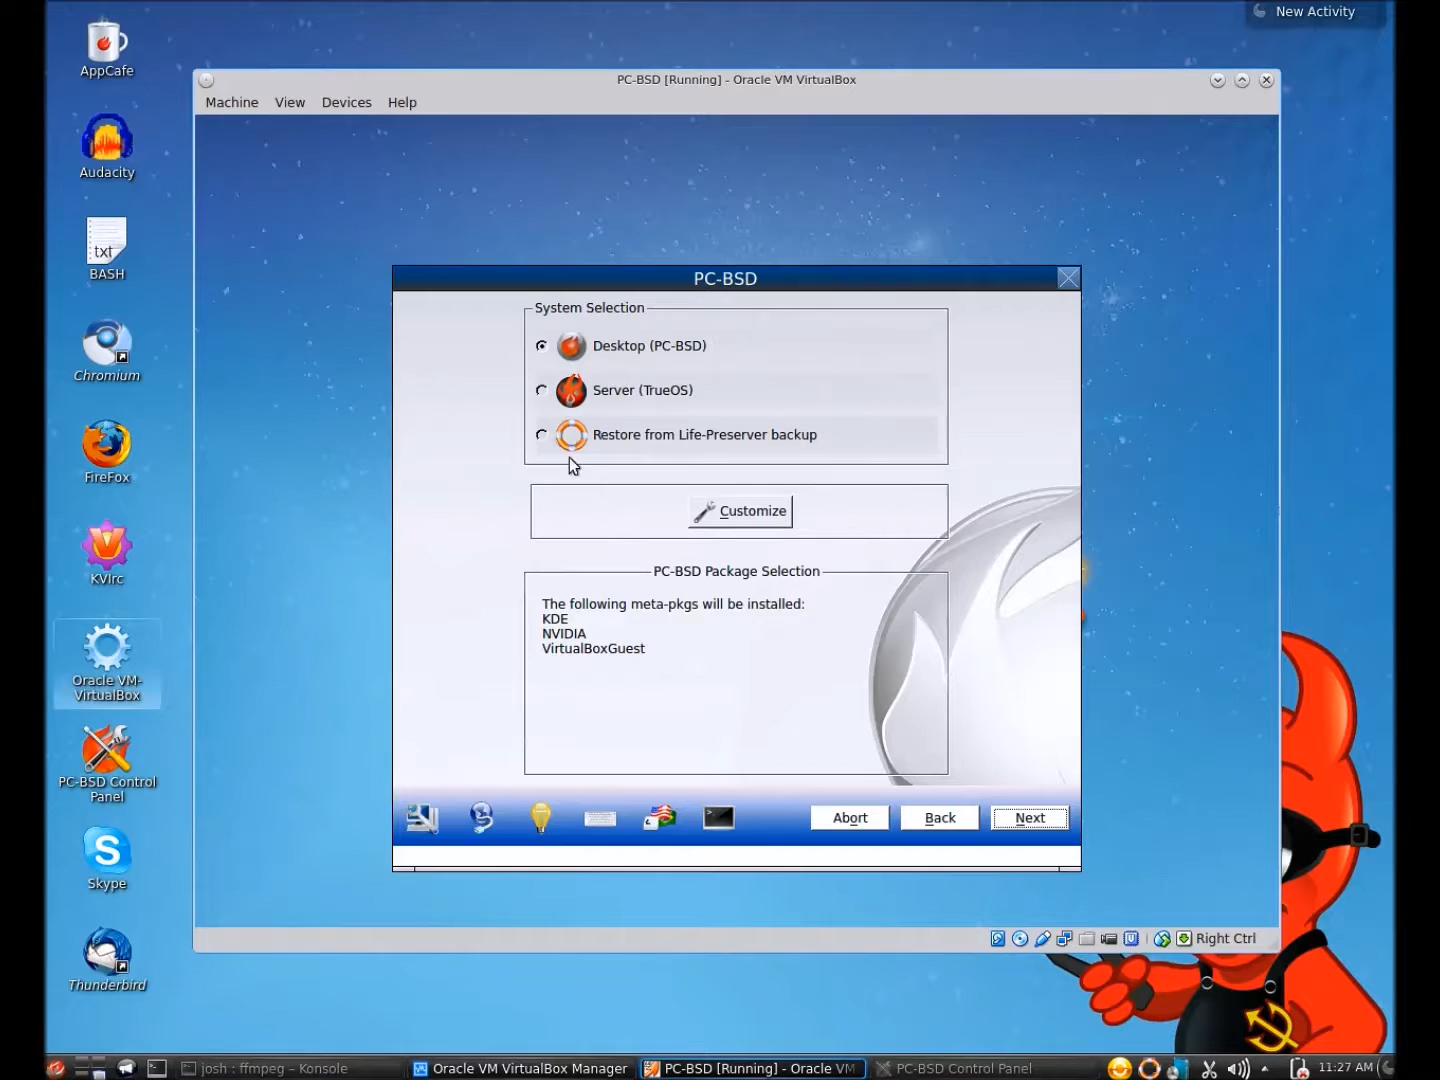 New Activity
AppCafe
Audacity
txt
BASH
Chromium
FireFox
KVIrc
Oracle VM-
VirtualBox
PC-BSD Control
Panel
Skype
Thunderbird
PC-BSD [Running] - Oracle VM VirtualBox
Machine View Devices Help
PC-BSD
System Selection
Desktop (PC-BSD)
Server (TrueOS)
Restore from Life-Preserver backup
Customize
PC-BSD Package Selection
The following meta-pkgs will be installed:
KDE
NVIDIA
VirtualBoxGuest
Abort Back Next
Right Ctrl
josh : ffmpeg – Konsole
Oracle VM VirtualBox Manager
PC-BSD [Running] - Oracle VM
PC-BSD Control Panel
11:27 AM